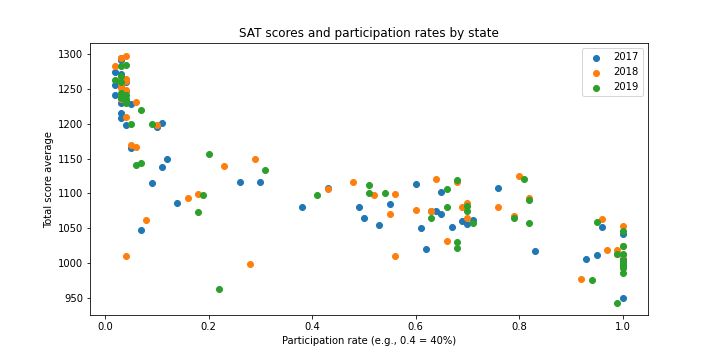 SAT scores and participation rates by state
2017
2018
2019
Total score average
1300
1250
1200
1150
1100
1050
1000
950
0.0 0.2 0.4 0.6 0.8 1.0
Participation rate (e.g., 0.4 = 40%)